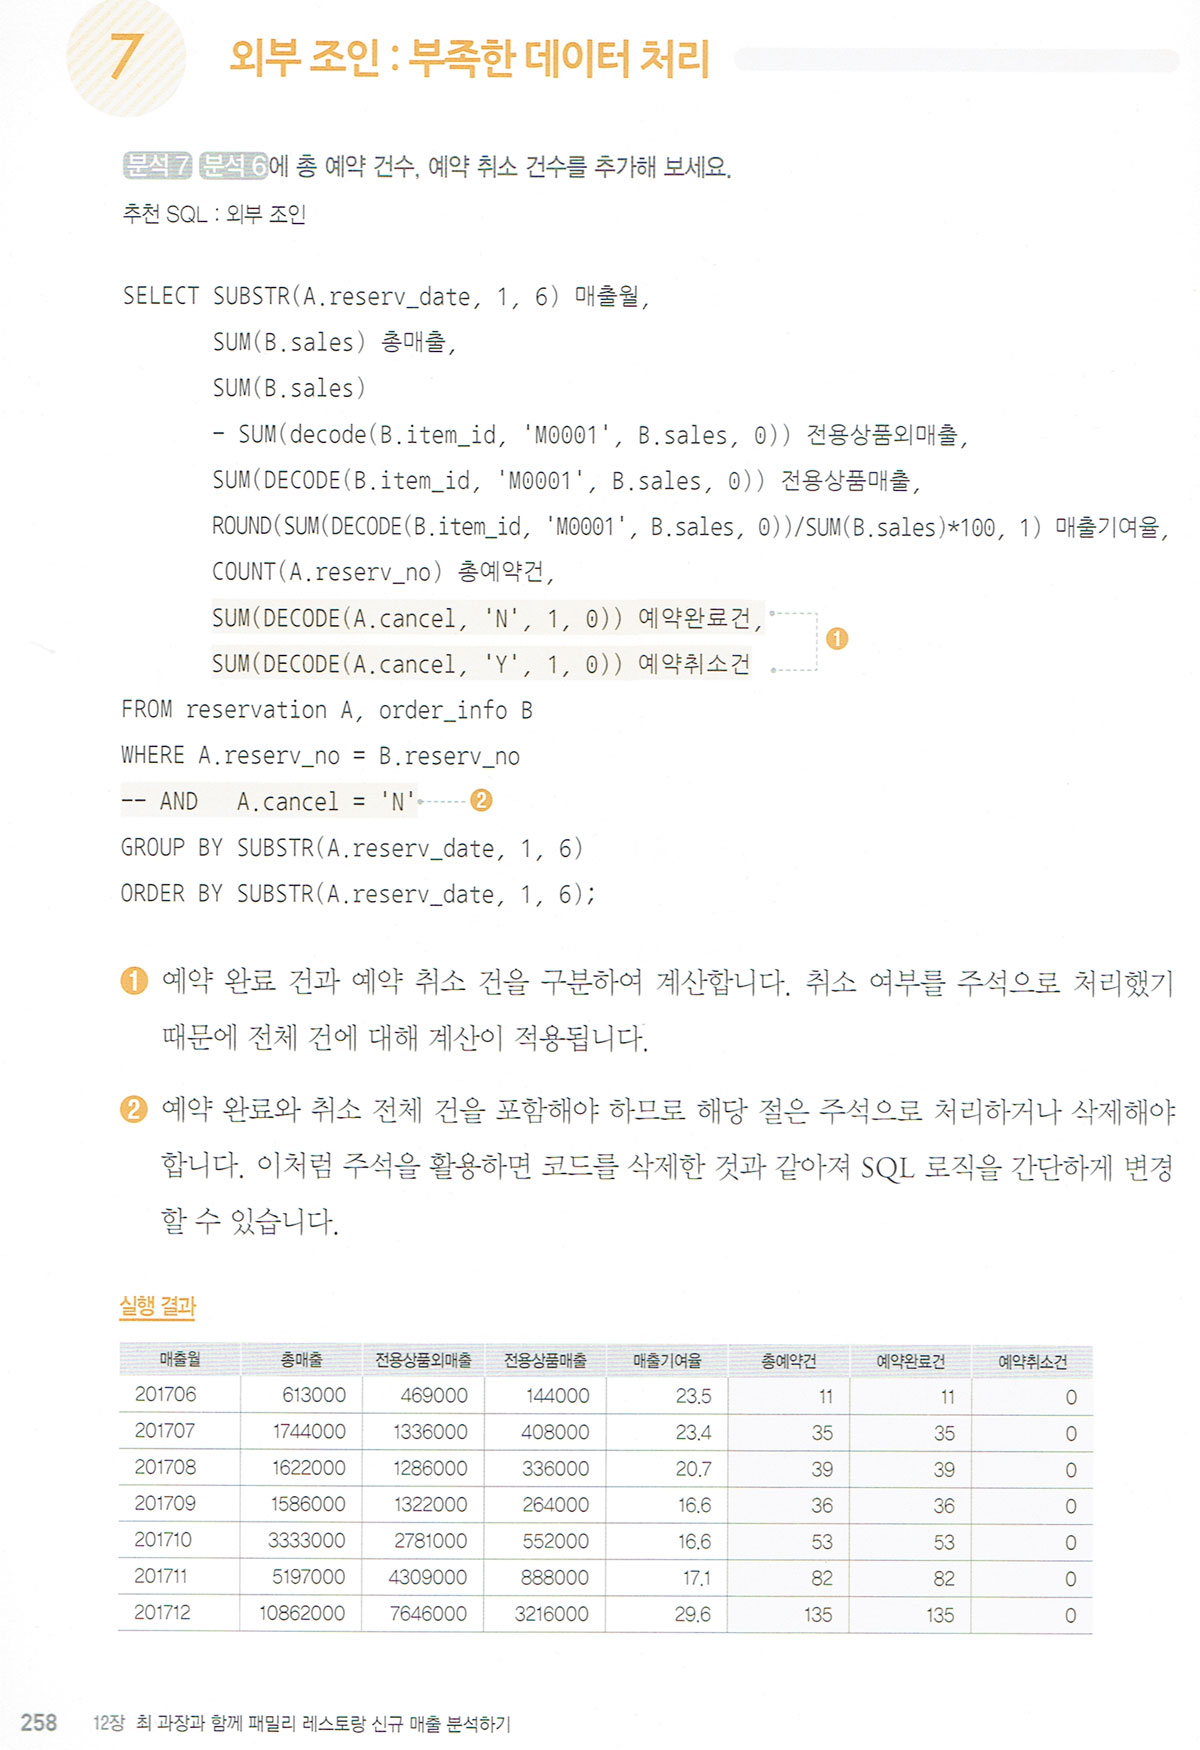 7
외부 조인 : 부족한 데이터 처리
분석 7 분석 6에 총 예약 건수, 예약 취소 건수를 추가해 보세요.
추천 SQL : 외부 조인
SELECT SUBSTR(A.reserv_date, 1, 6) 매출월,
SUM(B.sales) 총매출,
SUM(B.sales)
- SUM(decode(B.item_id, 'M0001', B.sales, 0)) 전용상품외매출,
SUM(DECODE(B.item_id, 'M0001', B.sales, 0)) 전용상품매출,
ROUND(SUM(DECODE(B.item_id, 'M0001', B.sales, 0))/SUM(B.sales)*100, 1) 매출기여율,
COUNT(A.reserv_no) 총예약건,
SUM(DECODE(A.cancel, 'N', 1, 0)) 예약완료건,
❶
SUM(DECODE(A.cancel, 'Y', 1, 0)) 예약취소건
FROM reservation A, order_info B
WHERE A.reserv_no = B.reserv_no
-- AND A.cancel = 'N' ❷
GROUP BY SUBSTR(A.reserv_date, 1, 6)
ORDER BY SUBSTR(A.reserv_date, 1, 6);
❶ 예약 완료 건과 예약 취소 건을 구분하여 계산합니다. 취소 여부를 주석으로 처리했기
때문에 전체 건에 대해 계산이 적용됩니다.
❷ 예약 완료와 취소 전체 건을 포함해야 하므로 해당 절은 주석으로 처리하거나 삭제해야
합니다. 이처럼 주석을 활용하면 코드를 삭제한 것과 같아져 SQL 로직을 간단하게 변경
할 수 있습니다.
실행 결과
매출월 총매출 전용상품외매출 전용상품매출 매출기여율 총예약건 예약완료건 예약취소건
201706 613000 469000 144000 23.5 11 11 0
201707 1744000 1336000 408000 23.4 35 35 0
201708 1622000 1286000 336000 20.7 39 39 0
201709 1586000 1322000 264000 16.6 36 36 0
201710 3333000 2781000 552000 16.6 53 53 0
201711 5197000 4309000 888000 17.1 82 82 0
201712 10862000 7646000 3216000 29.6 135 135 0
258 12장 최 과장과 함께 패밀리 레스토랑 신규 매출 분석하기